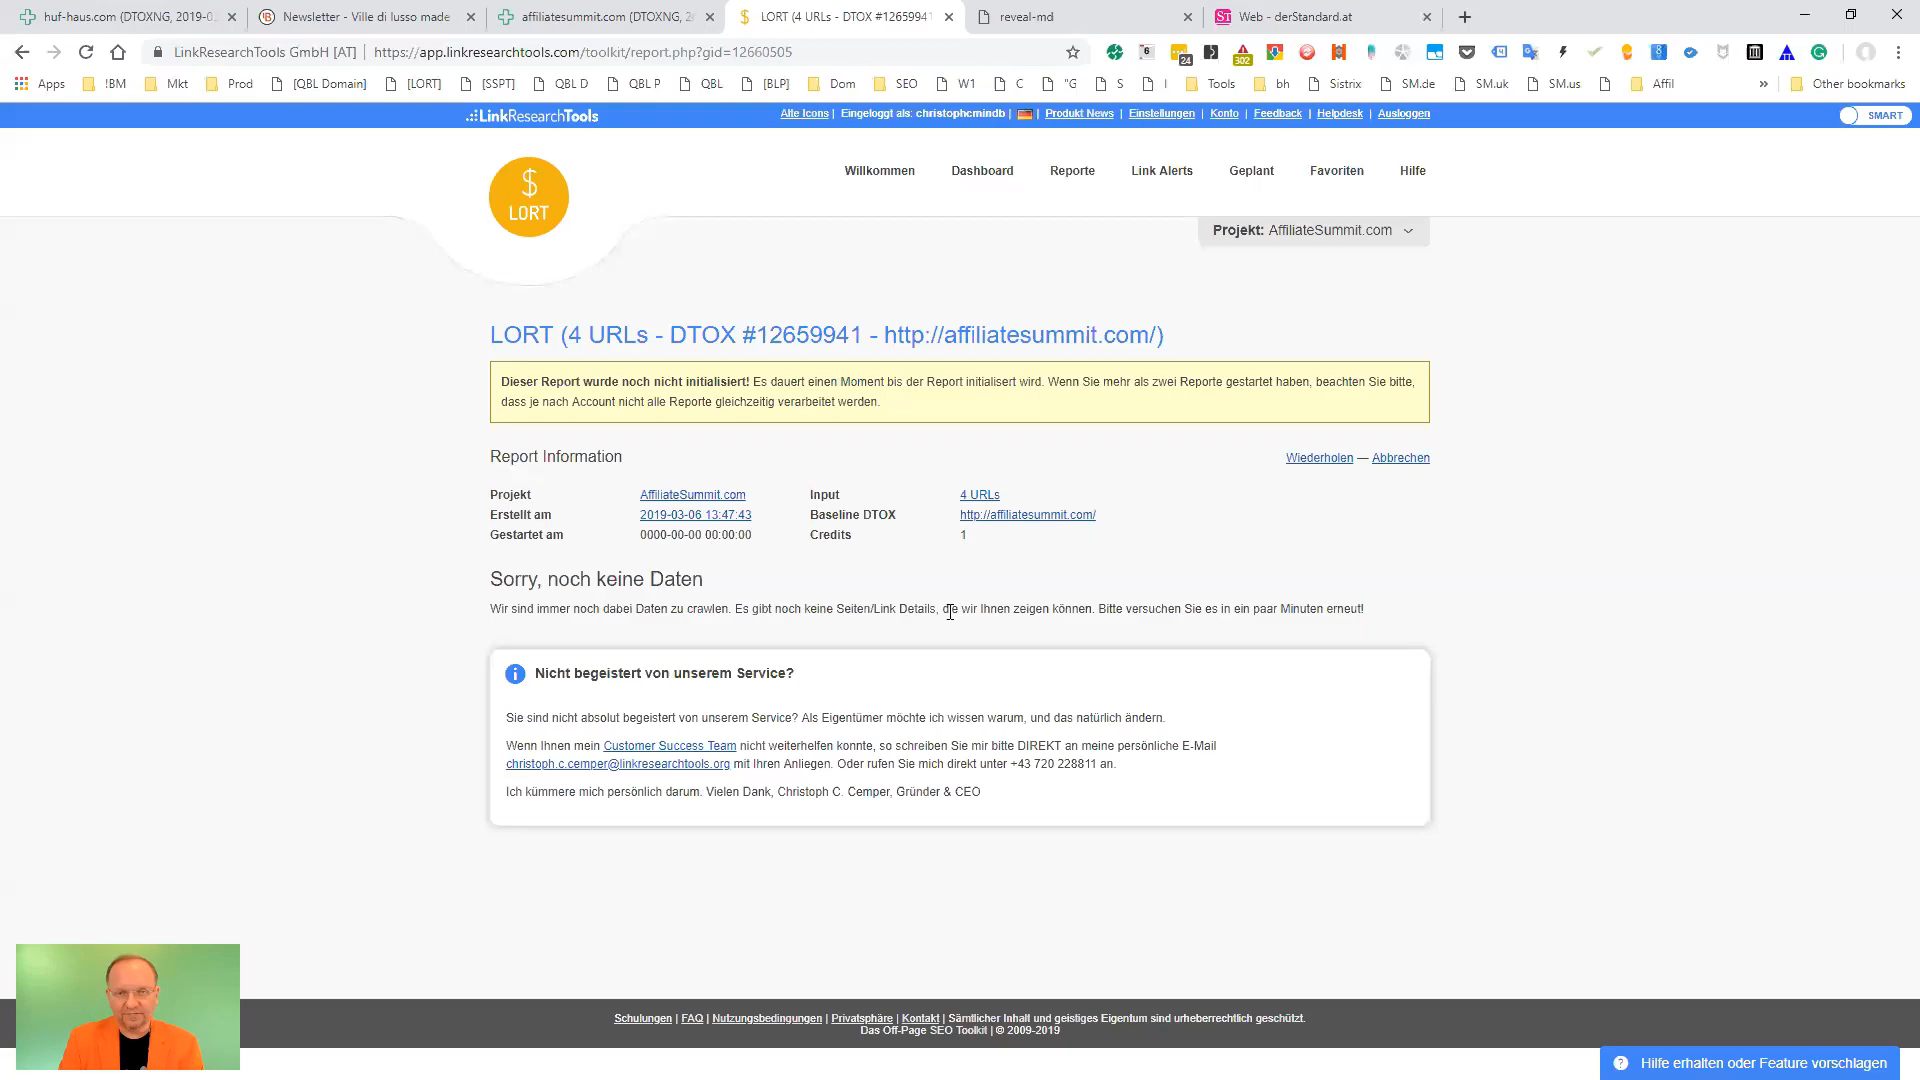 huf-haus.com (DTOXNG, 2019-0
Newsletter - Ville di lusso made
affiliatesummit.com (DTOXNG, 2
LORT (4 URLs - DTOX #12659941
reveal-md
Web - derStandard.at
LinkResearchTools GmbH [AT] | https://app.linkresearchtools.com/toolkit/report.php?gid=12660505
Apps !BM Mkt Prod [QBL Domain] [LORT] [SSPT] QBL D QBL P QBL [BLP] Dom SEO W1 C "G S I Tools bh Sistrix SM.de SM.uk SM.us Affil » Other bookmarks
LinkResearchTools
Alle Icons | Eingeloggt als: christophcmindb | Produkt News | Einstellungen | Konto | Feedback | Helpdesk | Ausloggen
SMART
$
LORT
Willkommen Dashboard Reporte Link Alerts Geplant Favoriten Hilfe
Projekt: AffiliateSummit.com
LORT (4 URLs - DTOX #12659941 - http://affiliatesummit.com/)
Dieser Report wurde noch nicht initialisiert! Es dauert einen Moment bis der Report initialisert wird. Wenn Sie mehr als zwei Reporte gestartet haben, beachten Sie bitte,
dass je nach Account nicht alle Reporte gleichzeitig verarbeitet werden.
Report Information
Wiederholen — Abbrechen
Projekt AffiliateSummit.com Input 4 URLs
Erstellt am 2019-03-06 13:47:43 Baseline DTOX http://affiliatesummit.com/
Gestartet am 0000-00-00 00:00:00 Credits 1
Sorry, noch keine Daten
Wir sind immer noch dabei Daten zu crawlen. Es gibt noch keine Seiten/Link Details, die wir Ihnen zeigen können. Bitte versuchen Sie es in ein paar Minuten erneut!
Nicht begeistert von unserem Service?
Sie sind nicht absolut begeistert von unserem Service? Als Eigentümer möchte ich wissen warum, und das natürlich ändern.
Wenn Ihnen mein Customer Success Team nicht weiterhelfen konnte, so schreiben Sie mir bitte DIREKT an meine persönliche E-Mail
christoph.c.cemper@linkresearchtools.org mit Ihren Anliegen. Oder rufen Sie mich direkt unter +43 720 228811 an.
Ich kümmere mich persönlich darum. Vielen Dank, Christoph C. Cemper, Gründer & CEO
Schulungen | FAQ | Nutzungsbedingungen | Privatsphäre | Kontakt | Sämtlicher Inhalt und geistiges Eigentum sind urheberrechtlich geschützt.
Das Off-Page SEO Toolkit | © 2009-2019
Hilfe erhalten oder Feature vorschlagen